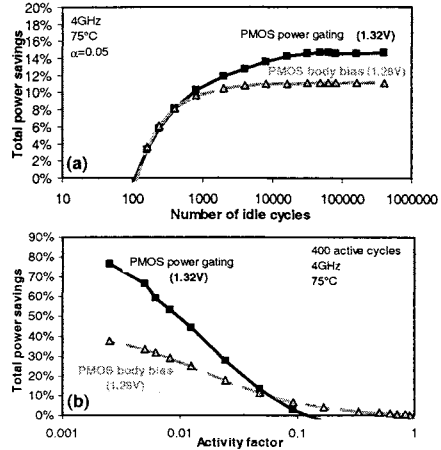 20%
18%
16%
14%
12%
10%
8%
6%
4%
2%
0%
Total power savings
4GHz
75°C
α=0.05
PMOS power gating (1.32V)
PMOS body bias (1.28V)
(a)
10 100 1000 10000 100000 1000000
Number of idle cycles
90%
80%
70%
60%
50%
40%
30%
20%
10%
0%
Total power savings
PMOS power gating
(1.32V)
400 active cycles
4GHz
75°C
PMOS body bias
(1.28V)
(b)
0.001 0.01 0.1 1
Activity factor